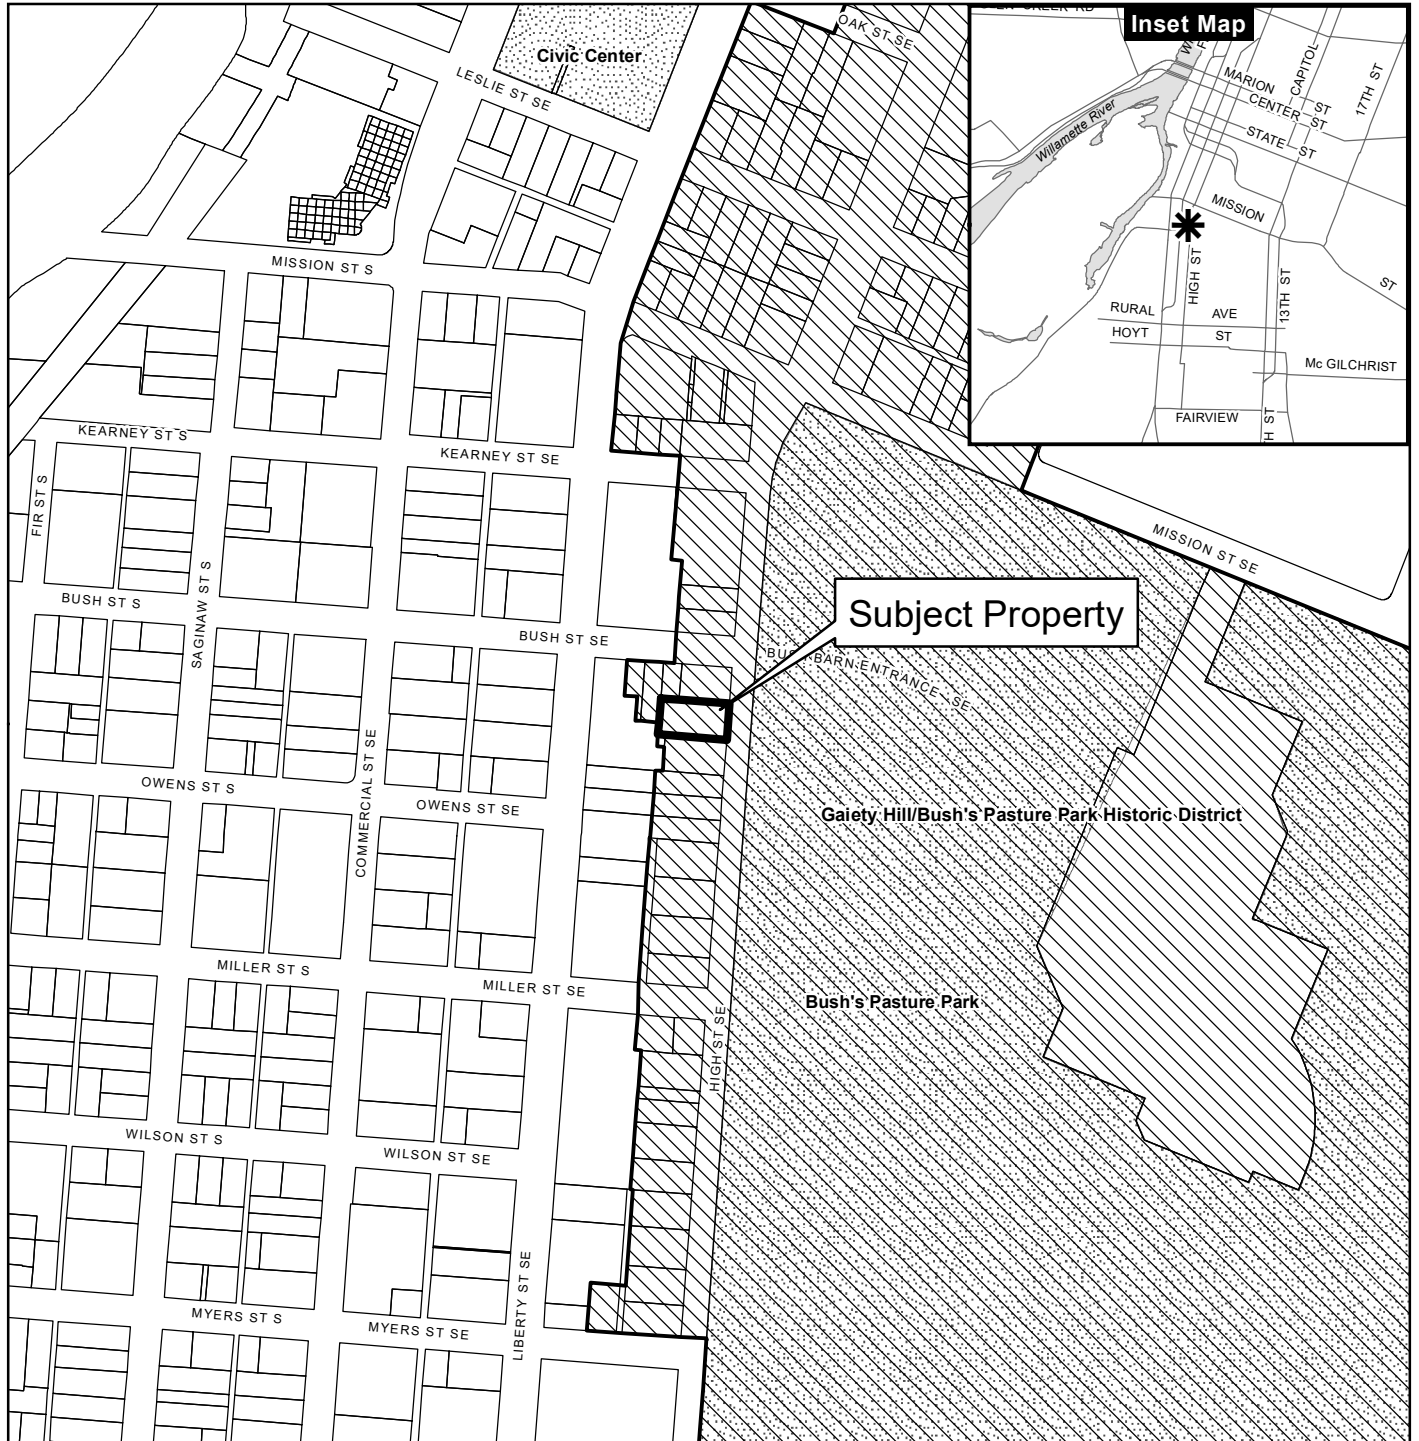 OAK ST SE
Inset Map
Civic Center
LESLIE ST SE
MARION ST
CENTER ST
STATE ST
CAPITOL
17TH ST
Willamette River
MISSION
ST
HIGH ST
13TH ST
RURAL AVE
HOYT ST
Mc GILCHRIST
FAIRVIEW
MISSION ST S
KEARNEY ST S
KEARNEY ST SE
FIR ST S
MISSION ST SE
BUSH ST S
SAGINAW ST S
BUSH ST SE
Subject Property
BARN ENTRANCE SE
OWENS ST S
COMMERCIAL ST SE
OWENS ST SE
Gaiety Hill/Bush's Pasture Park Historic District
MILLER ST S
MILLER ST SE
Bush's Pasture Park
HIGH ST SE
WILSON ST S
WILSON ST SE
LIBERTY ST SE
MYERS ST S
MYERS ST SE